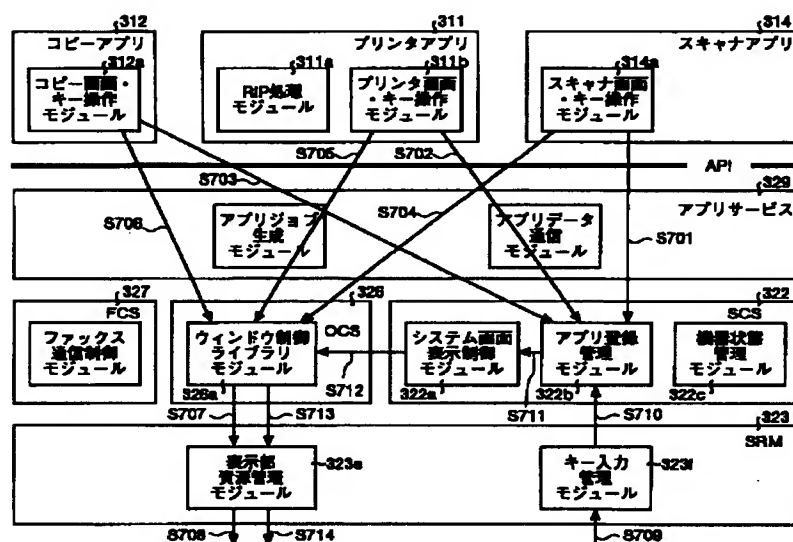 312
コピーアプリ
312a
コピー画面・
キー操作
モジュール
311
プリンタアプリ
311a
RIP処理
モジュール
311b
プリンタ画面
・キー操作
モジュール
314
スキャナアプリ
314a
スキャナ画面
・キー操作
モジュール
S705
S702
S703
API
329
アプリサービス
S706
S704
S701
アプリジョブ
生成
モジュール
アプリデータ
通信
モジュール
327
FCS
ファックス
通信制御
モジュール
326
OCS
ウィンドウ制御
ライブラリ
モジュール
326a
322
SCS
システム画面
表示制御
モジュール
322a
アプリ登録
管理
モジュール
322b
機器状態
管理
モジュール
322c
S712
S711
S707
S713
S710
323
SRM
表示部
資源管理
モジュール
323e
キー入力
管理
モジュール
323f
S708
S714
S709